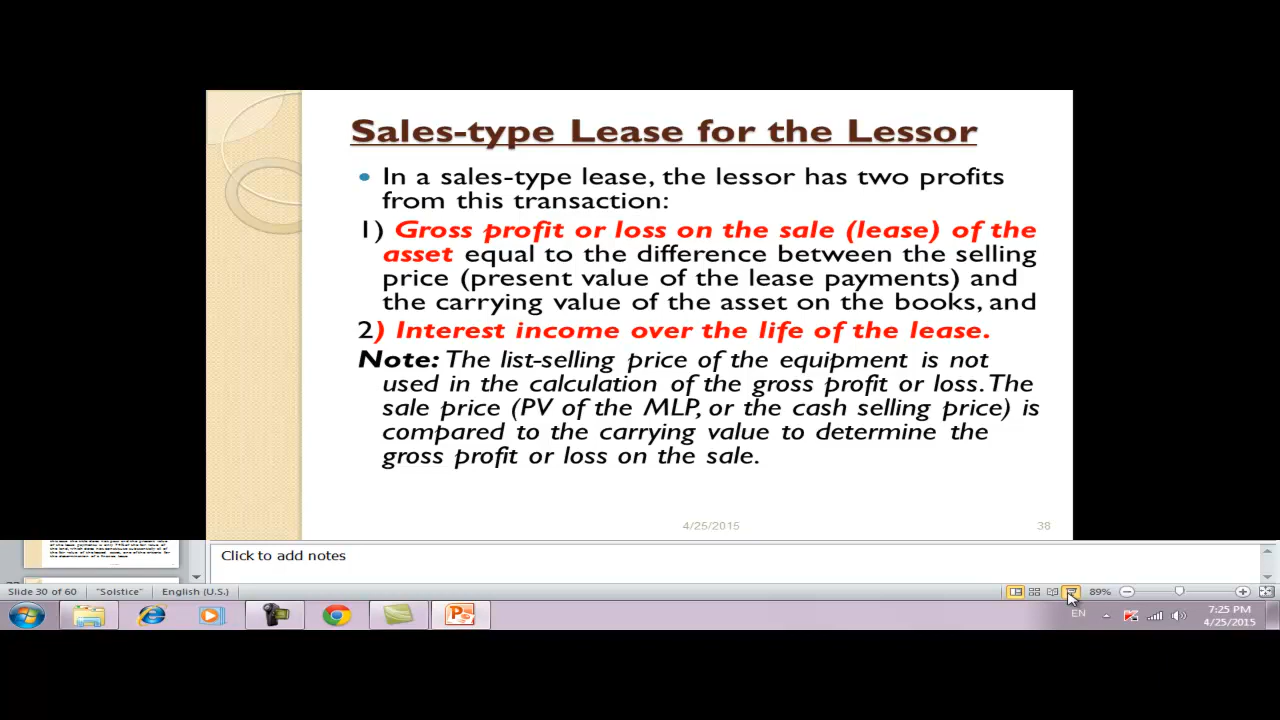 Sales-type Lease for the Lessor
In a sales-type lease, the lessor has two profits
from this transaction:
1) Gross profit or loss on the sale (lease) of the
asset equal to the difference between the selling
price (present value of the lease payments) and
the carrying value of the asset on the books, and
2) Interest income over the life of the lease.
Note: The list-selling price of the equipment is not
used in the calculation of the gross profit or loss. The
sale price (PV of the MLP, or the cash selling price) is
compared to the carrying value to determine the
gross profit or loss on the sale.
4/25/2015 38
Click to add notes
Slide 30 of 60 "Solstice" English (U.S.) 89%
EN 7:25 PM
4/25/2015